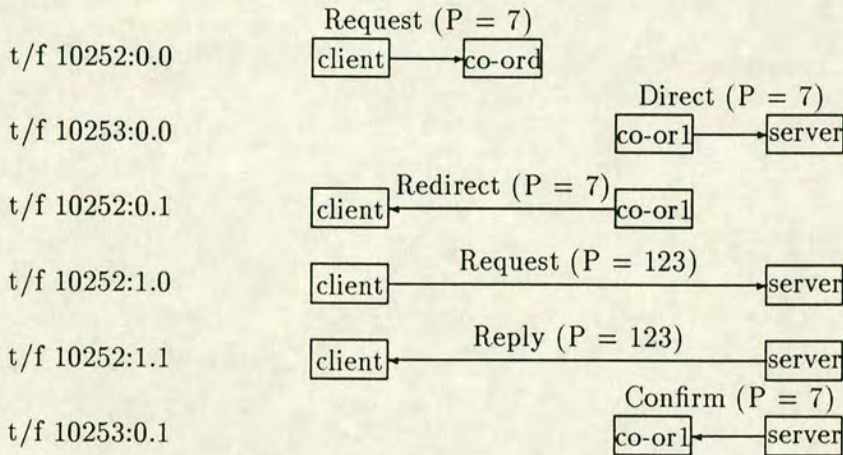 Request (P = 7)
t/f 10252:0.0 client co-ord
Direct (P = 7)
t/f 10253:0.0 co-or1 server
Redirect (P = 7)
t/f 10252:0.1 client co-or1
Request (P = 123)
t/f 10252:1.0 client server
Reply (P = 123)
t/f 10252:1.1 client server
Confirm (P = 7)
t/f 10253:0.1 co-or1 server